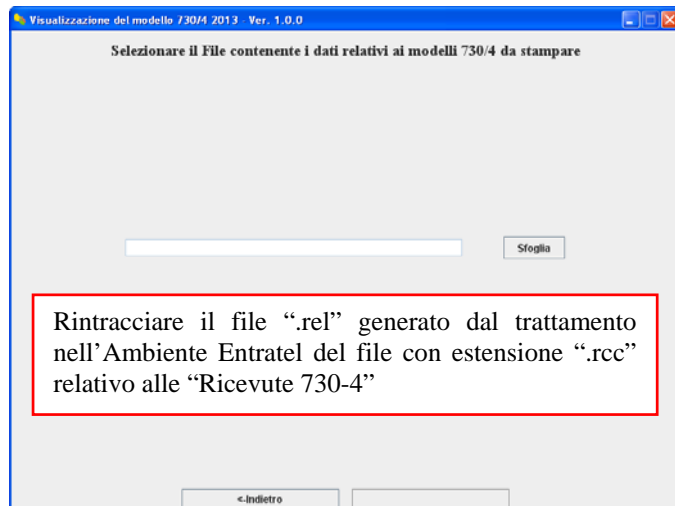 Visualizzazione del modello 730/4 2013 - Ver. 1.0.0
Selezionare il File contenente i dati relativi ai modelli 730/4 da stampare
Sfoglia
Rintracciare il file “.rel” generato dal trattamento
nell’Ambiente Entratel del file con estensione “.rcc”
relativo alle “Ricevute 730-4”
<-Indietro